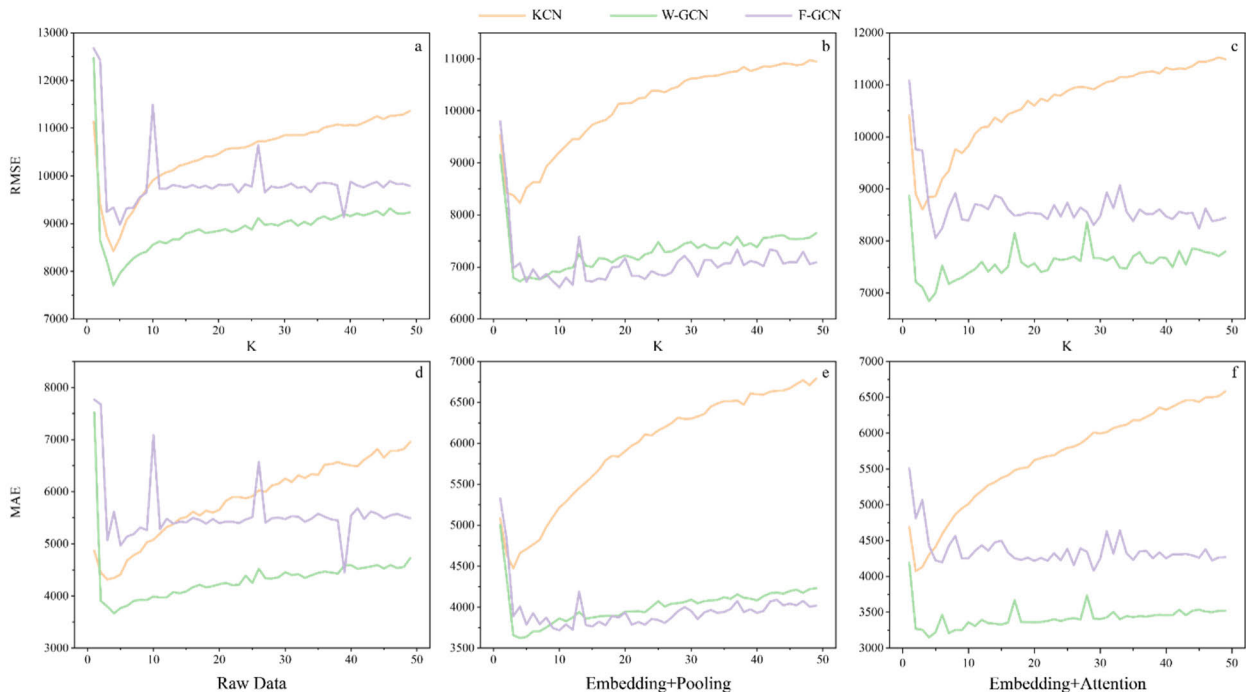 KCN W-GCN F-GCN
a
13000
12000
11000
10000
9000
8000
7000
RMSE
0 10 20 30 40 50
K
b
11000
10000
9000
8000
7000
6000
0 10 20 30 40 50
K
c
12000
11000
10000
9000
8000
7000
0 10 20 30 40 50
K
d
8000
7000
6000
5000
4000
3000
MAE
0 10 20 30 40 50
Raw Data
e
7000
6500
6000
5500
5000
4500
4000
3500
0 10 20 30 40 50
Embedding+Pooling
f
7000
6500
6000
5500
5000
4500
4000
3500
3000
0 10 20 30 40 50
Embedding+Attention